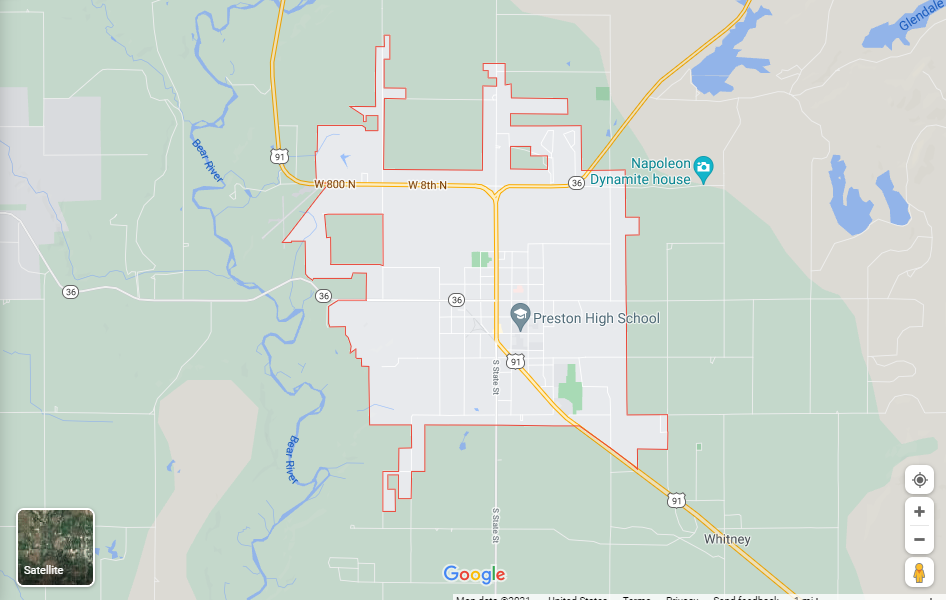 Glendale
Bear River
91
W 800 N
W 8th N
36
Napoleon
Dynamite house
36
36
36
Preston High School
91
S State St
Bear River
91
S State St
Whitney
Satellite
Google
Map data ©2021
United States
Terms
Privacy
Send feedback
1 mi